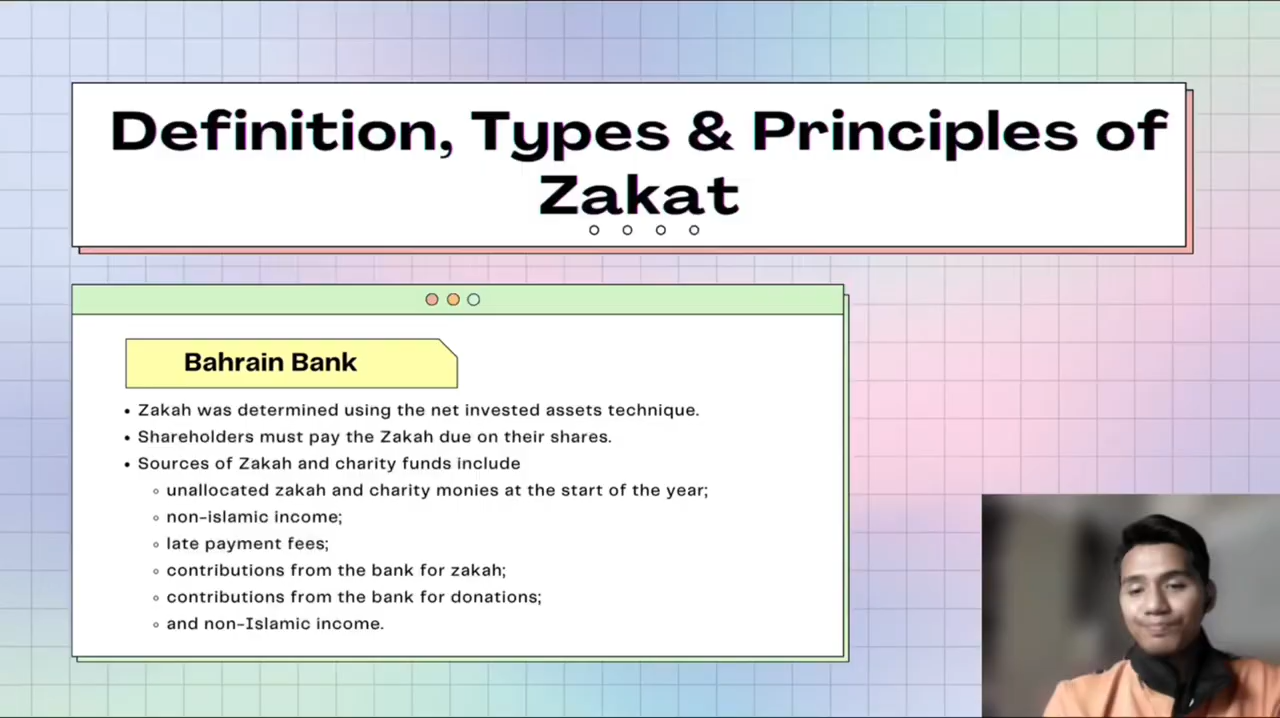 Definition, Types & Principles of
Zakat
Bahrain Bank
• Zakah was determined using the net invested assets technique.
• Shareholders must pay the Zakah due on their shares.
• Sources of Zakah and charity funds include
◦ unallocated zakah and charity monies at the start of the year;
◦ non-islamic income;
◦ late payment fees;
◦ contributions from the bank for zakah;
◦ contributions from the bank for donations;
◦ and non-Islamic income.